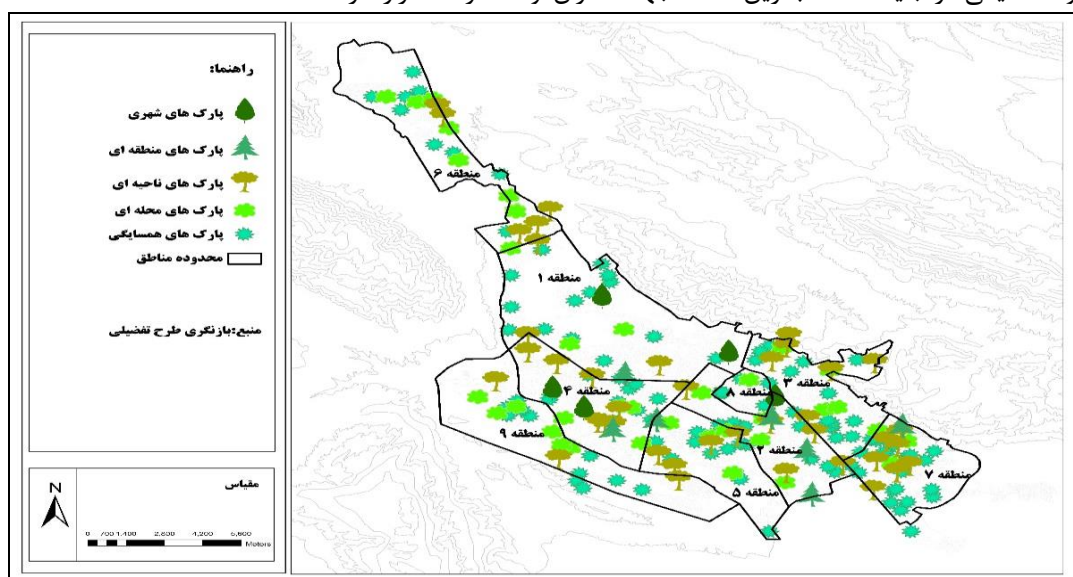 راهنما:
پارک های شهری
پارک های منطقه ای
پارک های ناحیه ای
پارک های محله ای
پارک های همسایگی
محدوده مناطق
منبع:بازنگری طرح تفضیلی
مقیاس
N
0 700 1,400 2,800 4,200 5,600
Motors
منطقه ۶
منطقه ۱
منطقه ۳
منطقه ۸
منطقه ۴
منطقه ۹
منطقه ۲
منطقه ۷
منطقه ۵